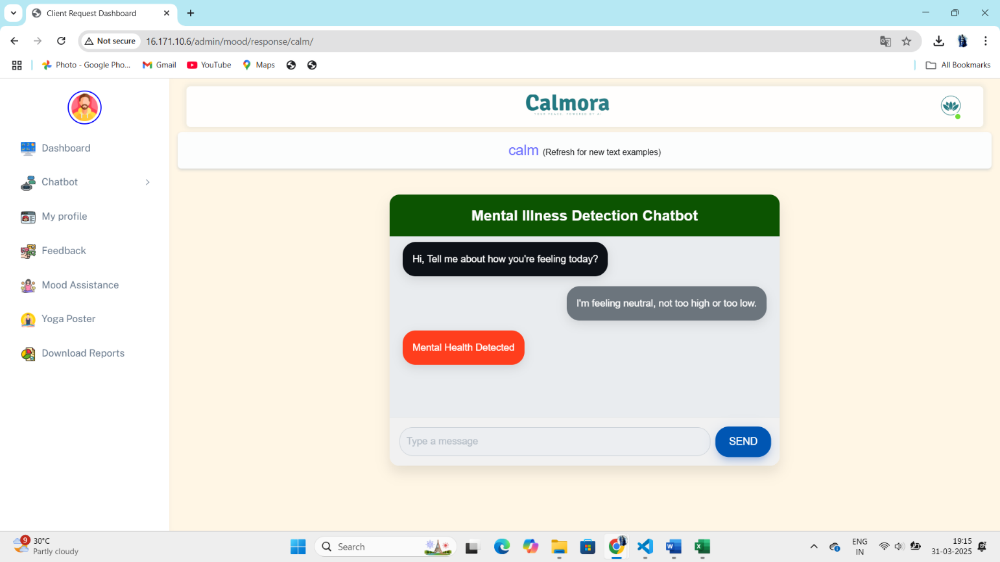 Client Request Dashboard
Not secure
16.171.10.6/admin/mood/response/calm/
Photo - Google Pho...
Gmail
YouTube
Maps
All Bookmarks
Calmora
YOUR PEACE, POWERED BY AI
calm (Refresh for new text examples)
Dashboard
Chatbot
My profile
Feedback
Mood Assistance
Yoga Poster
Download Reports
Mental Illness Detection Chatbot
Hi, Tell me about how you're feeling today?
I'm feeling neutral, not too high or too low.
Mental Health Detected
Type a message
SEND
9
30°C
Partly cloudy
Search
ENG
IN
19:15
31-03-2025